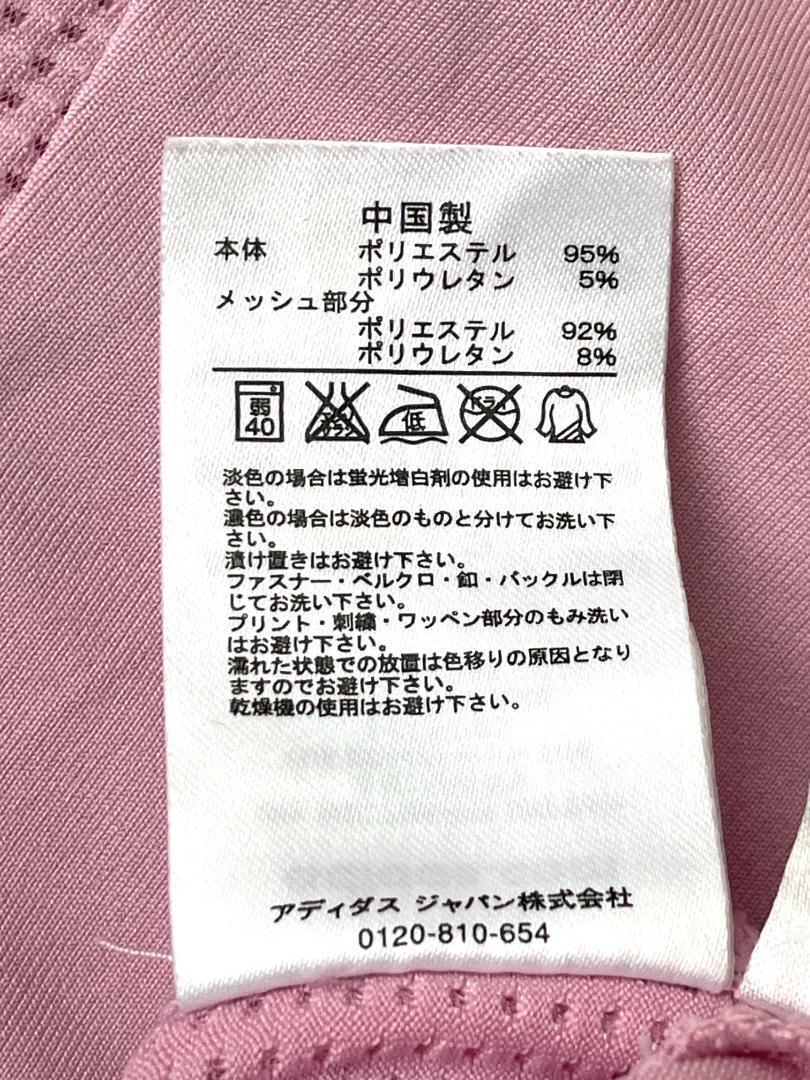 中国製
本体 ポリエステル 95%
ポリウレタン 5%
メッシュ部分
ポリエステル 92%
ポリウレタン 8%
弱 40 エンソ サラシ 低 ドライ
淡色の場合は蛍光増白剤の使用はお避け下
さい。
濃色の場合は淡色のものと分けてお洗い下
さい。
漬け置きはお避け下さい。
ファスナー・ベルクロ・釦・バックルは閉
じてお洗い下さい。
プリント・刺繍・ワッペン部分のもみ洗い
はお避け下さい。
濡れた状態での放置は色移りの原因となり
ますのでお避け下さい。
乾燥機の使用はお避け下さい。
アディダス ジャパン株式会社
0120-810-654